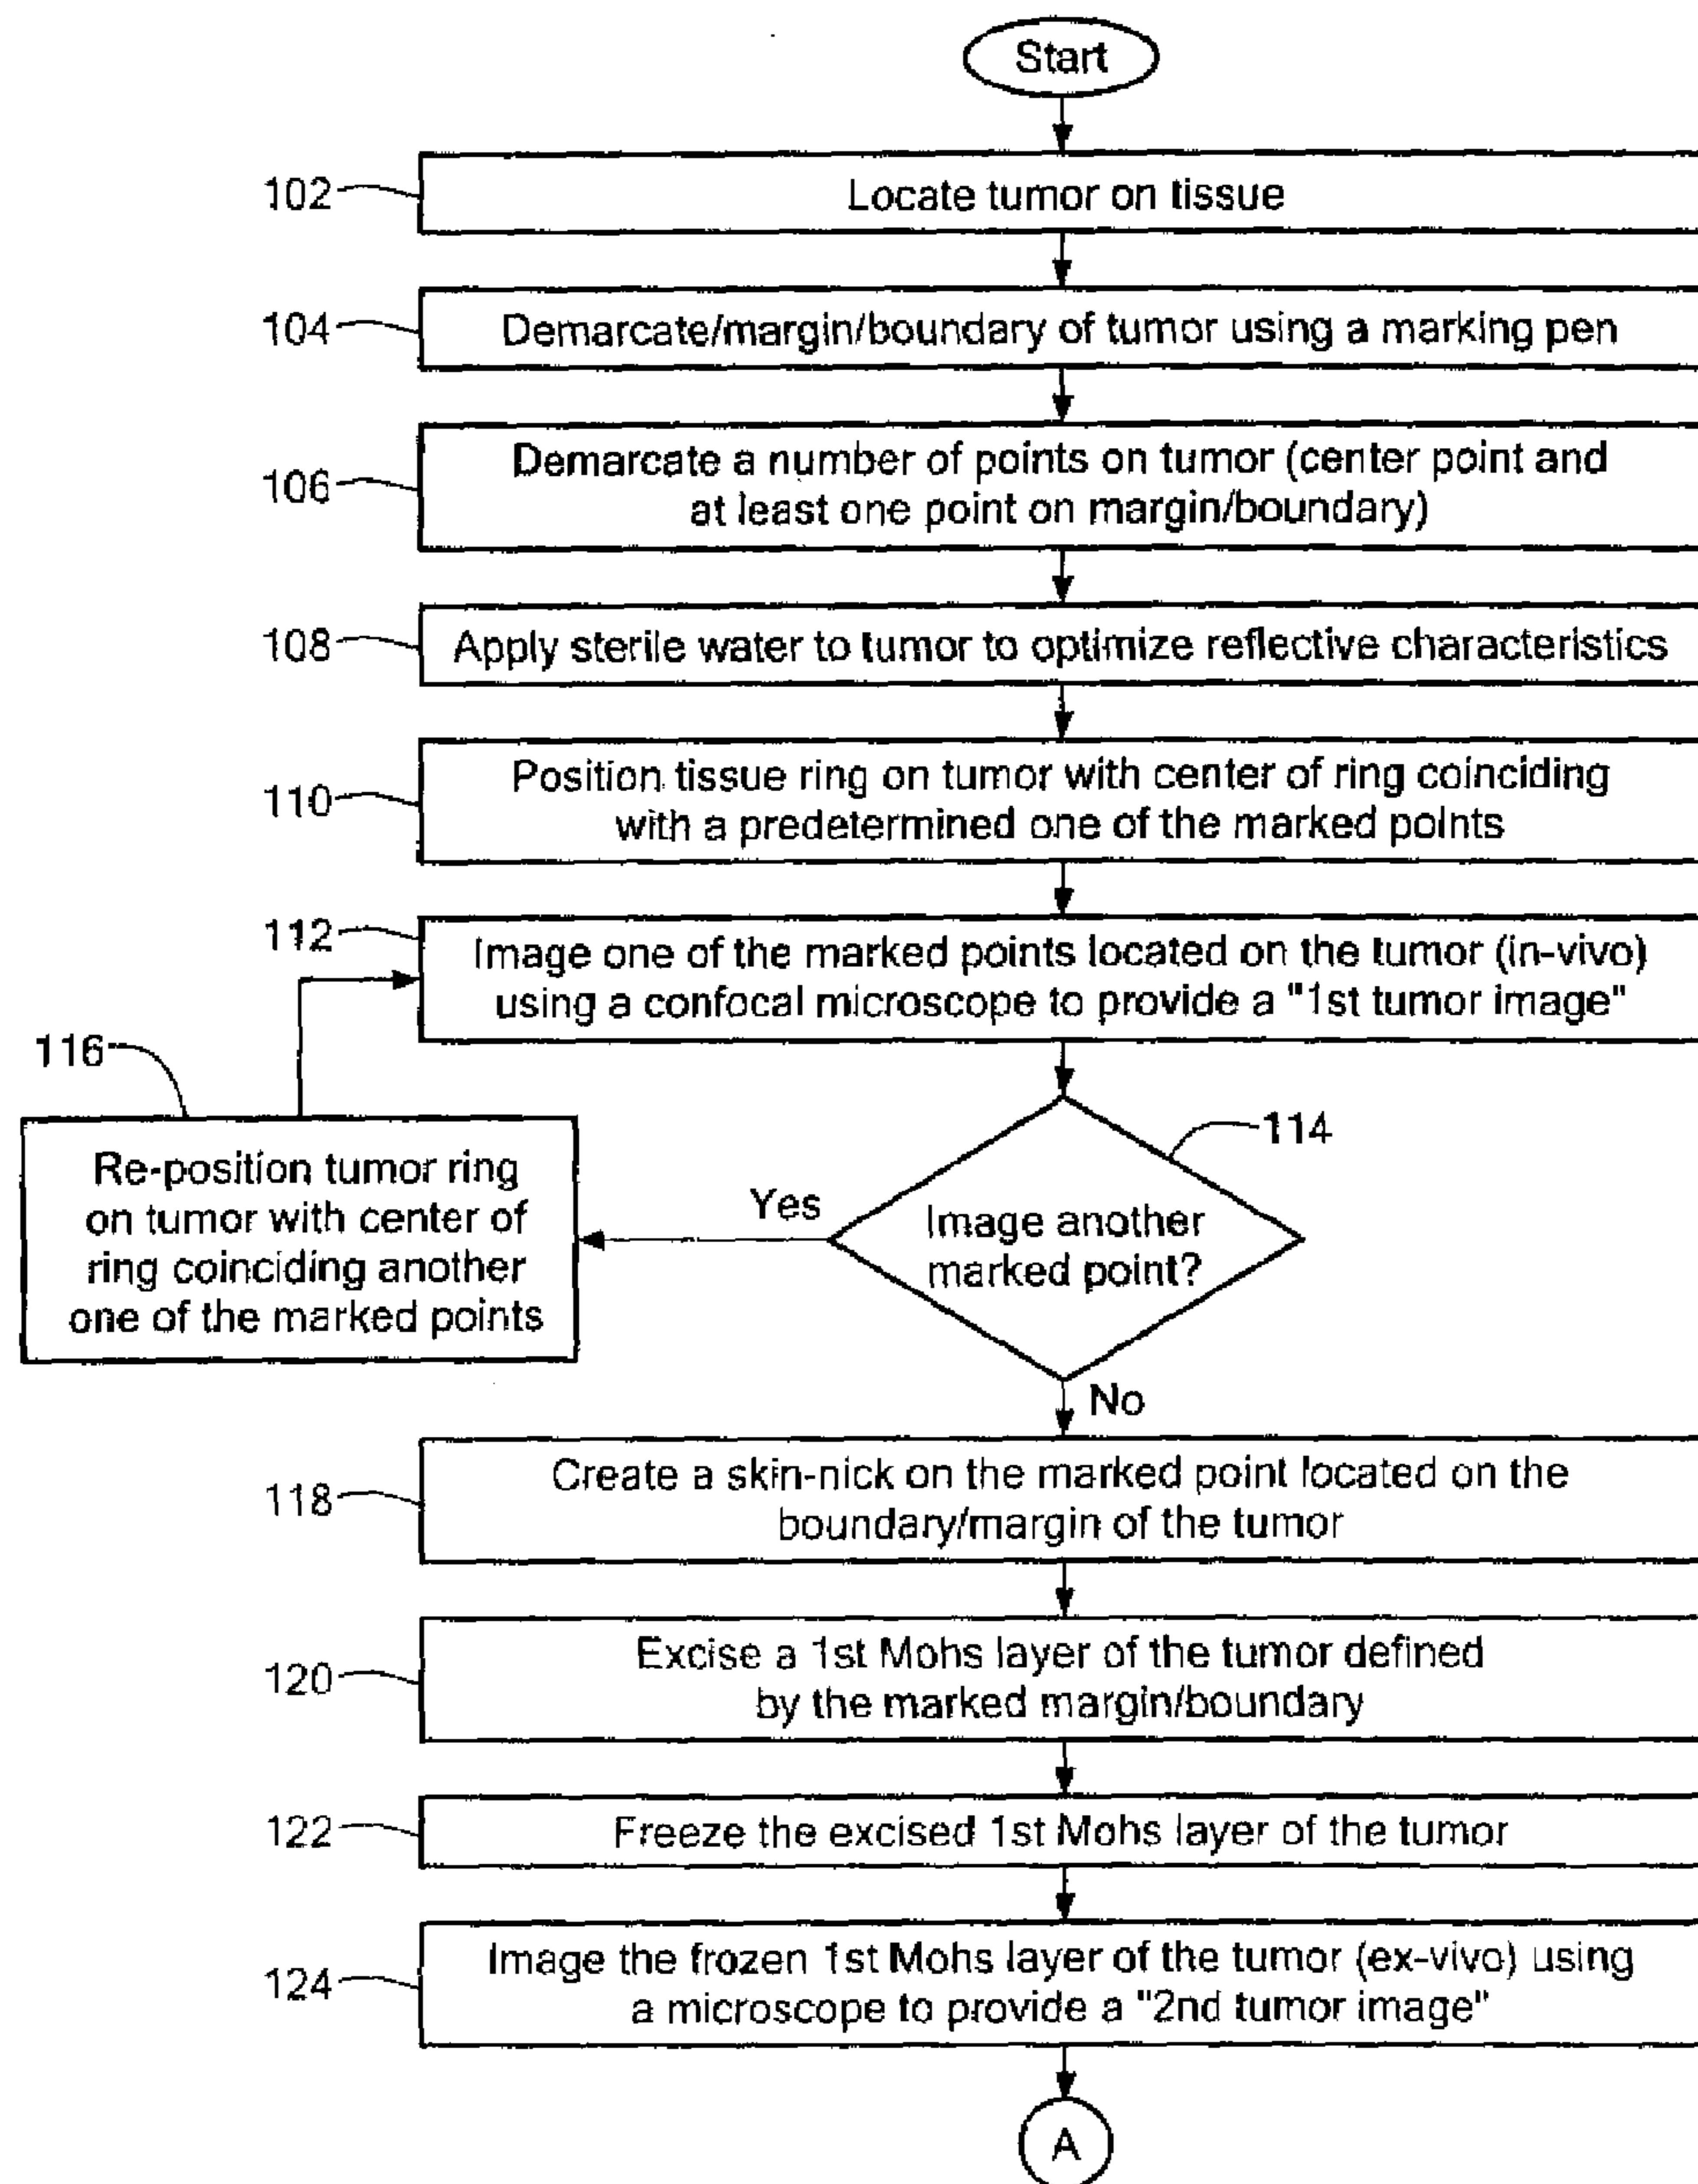 Start
102
Locate tumor on tissue
104
Demarcate/margin/boundary of tumor using a marking pen
106
Demarcate a number of points on tumor (center point and
at least one point on margin/boundary)
108
Apply sterile water to tumor to optimize reflective characteristics
110
Position tissue ring on tumor with center of ring coinciding
with a predetermined one of the marked points
112
Image one of the marked points located on the tumor (in-vivo)
using a confocal microscope to provide a "1st tumor image"
116
Re-position tumor ring
on tumor with center of
ring coinciding another
one of the marked points
Yes
114
Image another
marked point?
No
118
Create a skin-nick on the marked point located on the
boundary/margin of the tumor
120
Excise a 1st Mohs layer of the tumor defined
by the marked margin/boundary
122
Freeze the excised 1st Mohs layer of the tumor
124
Image the frozen 1st Mohs layer of the tumor (ex-vivo) using
a microscope to provide a "2nd tumor image"
A